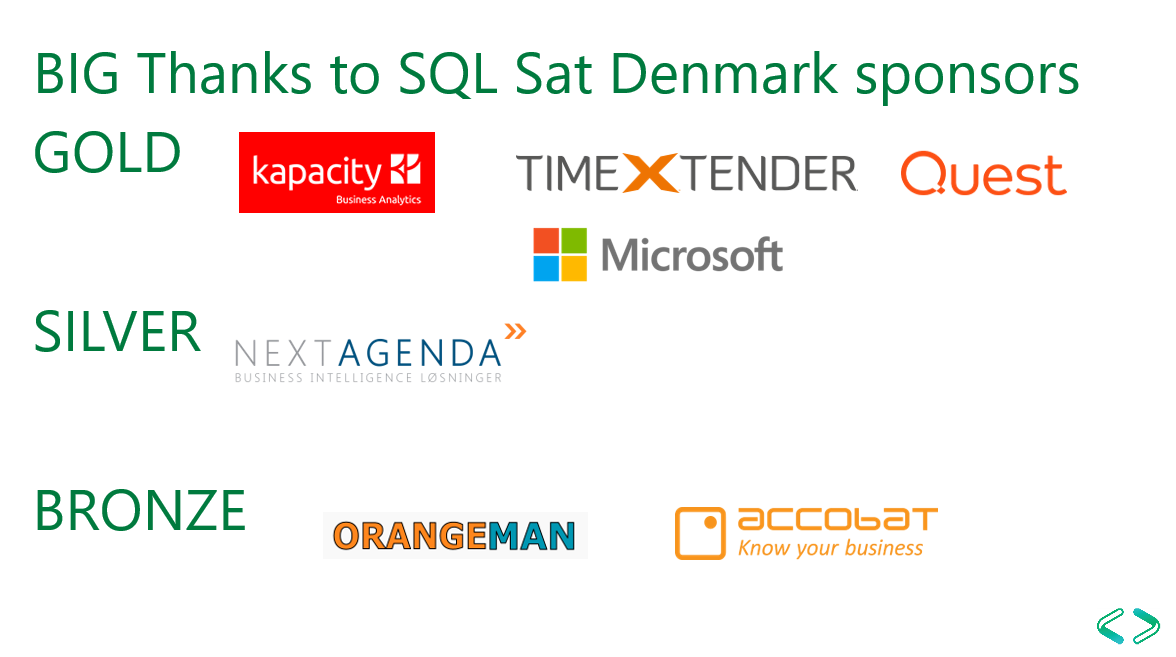 BIG Thanks to SQL Sat Denmark sponsors
GOLD
kapacity
Business Analytics
TIMEXTENDER
Quest
Microsoft
SILVER
NEXTAGENDA
BUSINESS INTELLIGENCE LØSNINGER
BRONZE
ORANGEMAN
accobat
Know your business